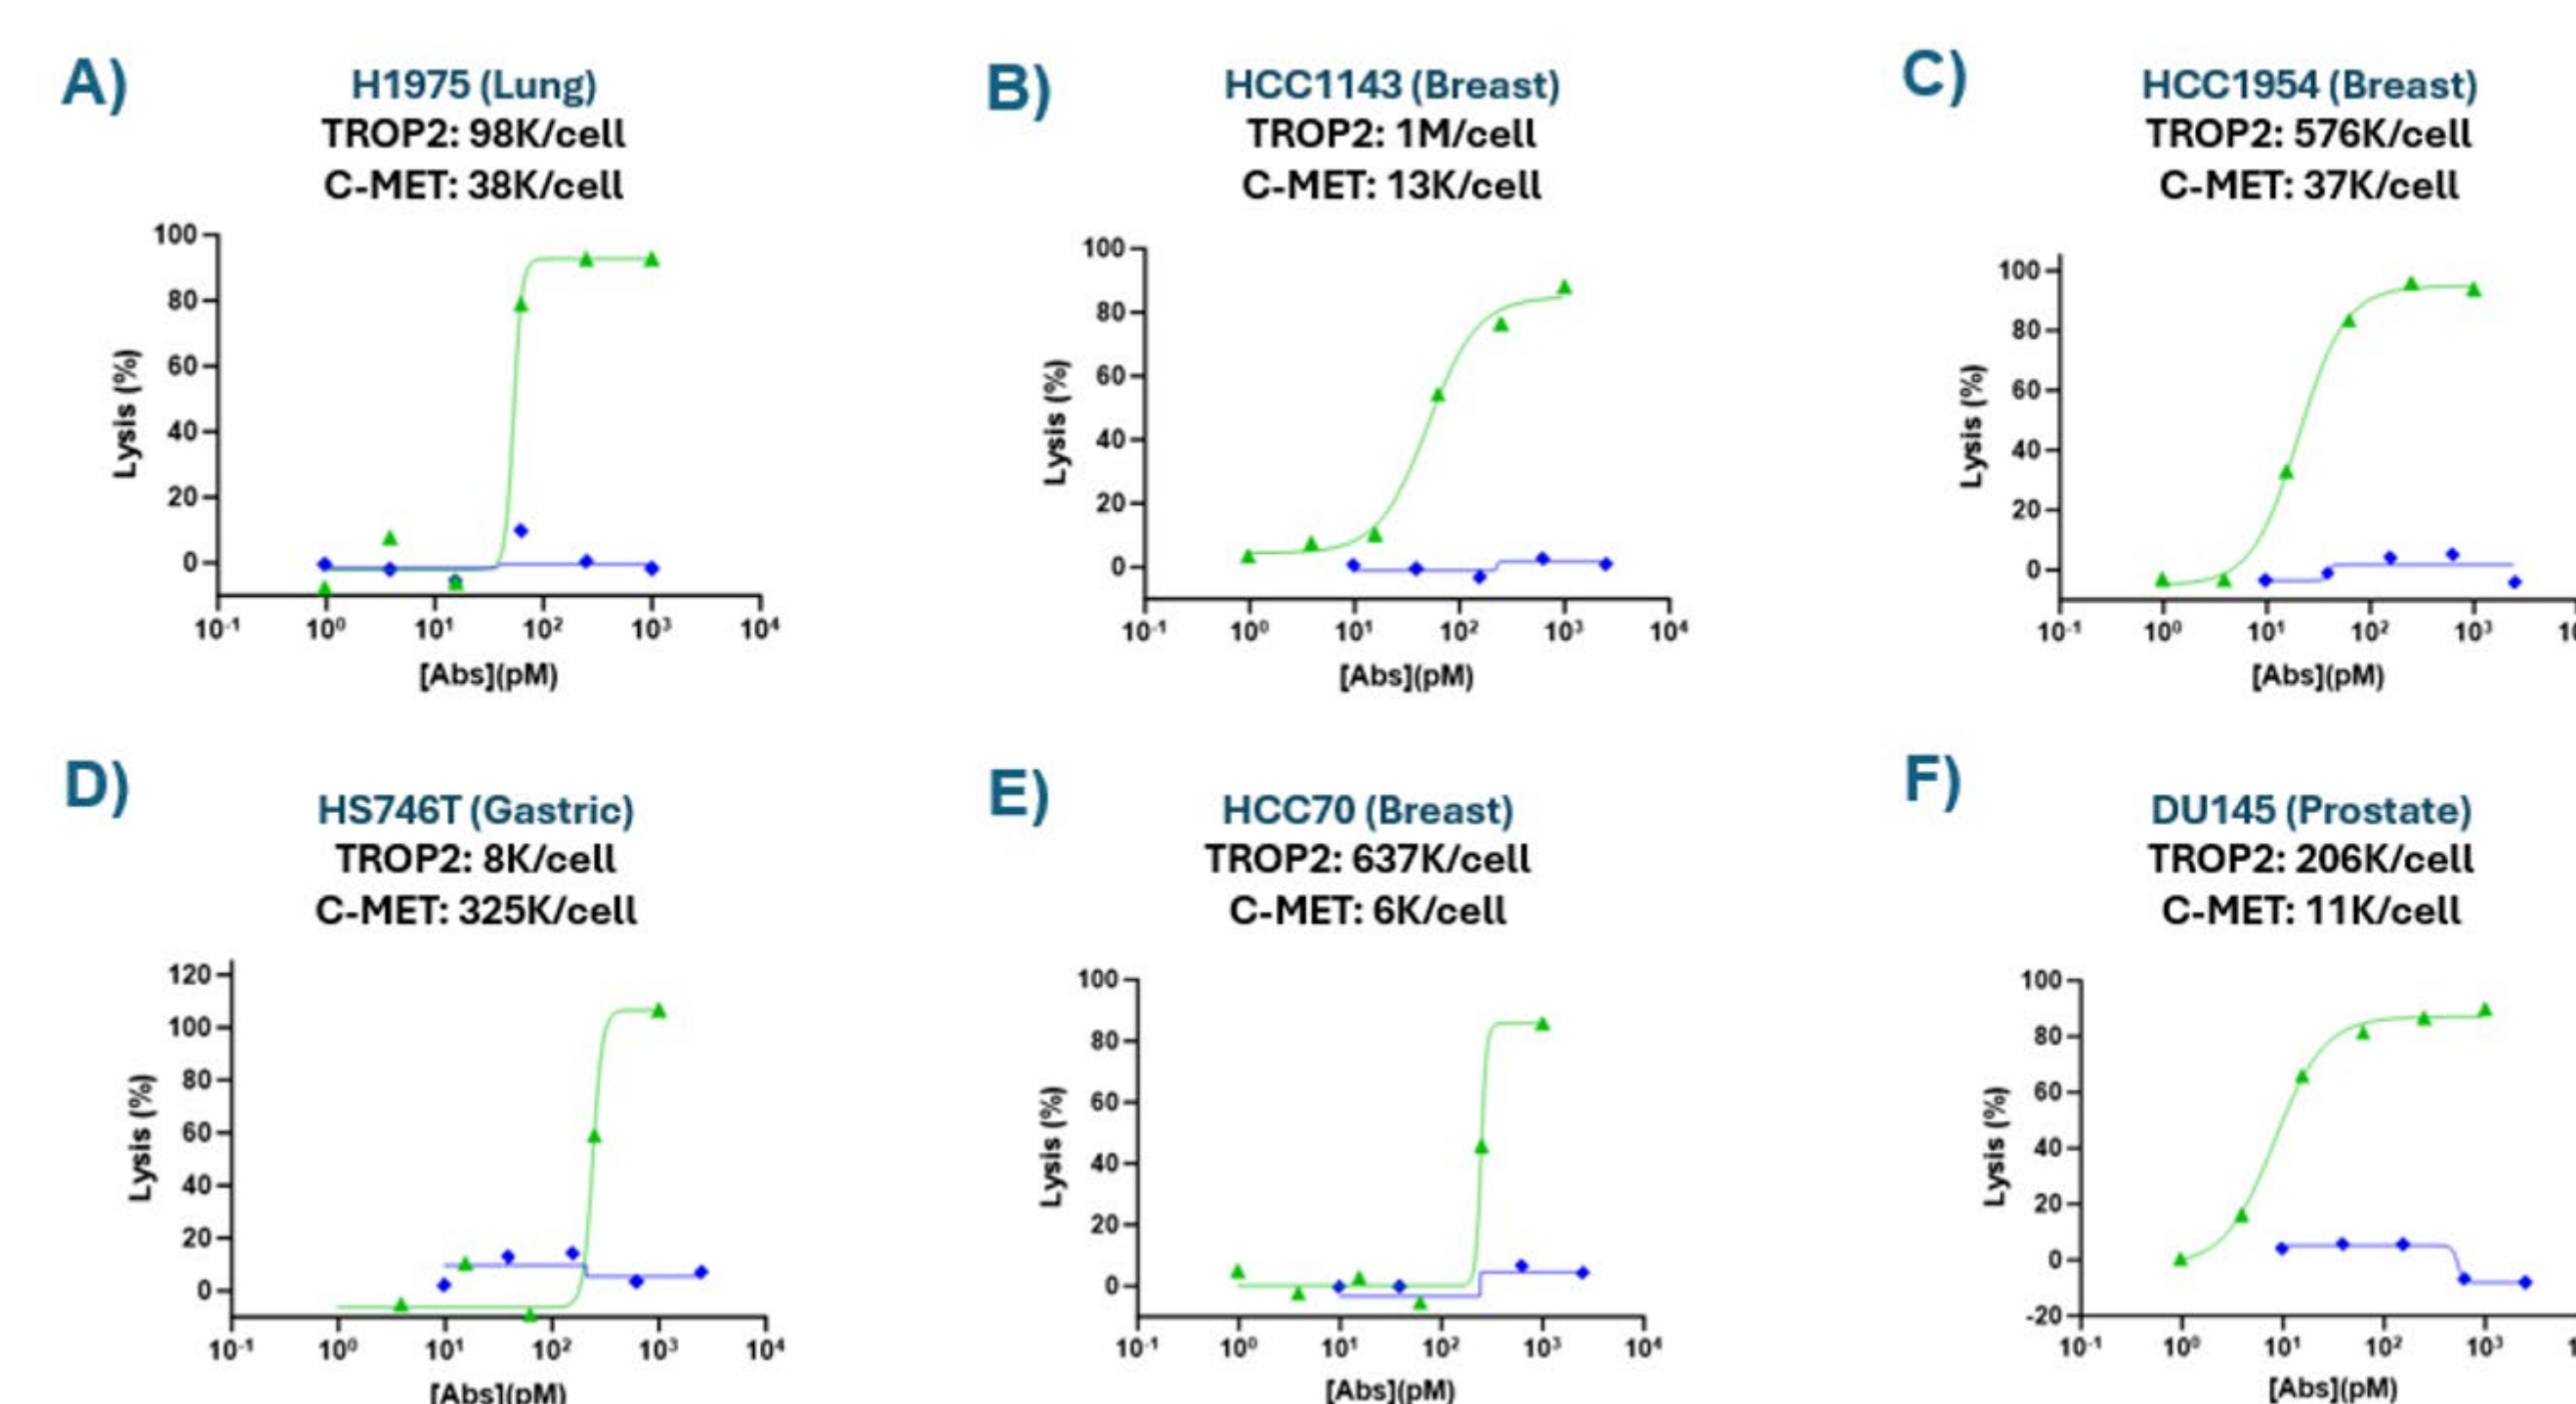 A)
H1975 (Lung)
TROP2: 98K/cell
C-MET: 38K/cell
100
80
60
40
20
0
Lysis (%)
10-1 100 101 102 103 104
[Abs](pM)
B)
HCC1143 (Breast)
TROP2: 1M/cell
C-MET: 13K/cell
100
80
60
40
20
0
Lysis (%)
10-1 100 101 102 103 104
[Abs](pM)
C)
HCC1954 (Breast)
TROP2: 576K/cell
C-MET: 37K/cell
100
80
60
40
20
0
Lysis (%)
10-1 100 101 102 103
[Abs](pM)
D)
HS746T (Gastric)
TROP2: 8K/cell
C-MET: 325K/cell
120
100
80
60
40
20
0
Lysis (%)
10-1 100 101 102 103 104
[Abs](pM)
E)
HCC70 (Breast)
TROP2: 637K/cell
C-MET: 6K/cell
100
80
60
40
20
0
Lysis (%)
10-1 100 101 102 103 104
[Abs](pM)
F)
DU145 (Prostate)
TROP2: 206K/cell
C-MET: 11K/cell
100
80
60
40
20
0
-20
Lysis (%)
10-1 100 101 102 103
[Abs](pM)